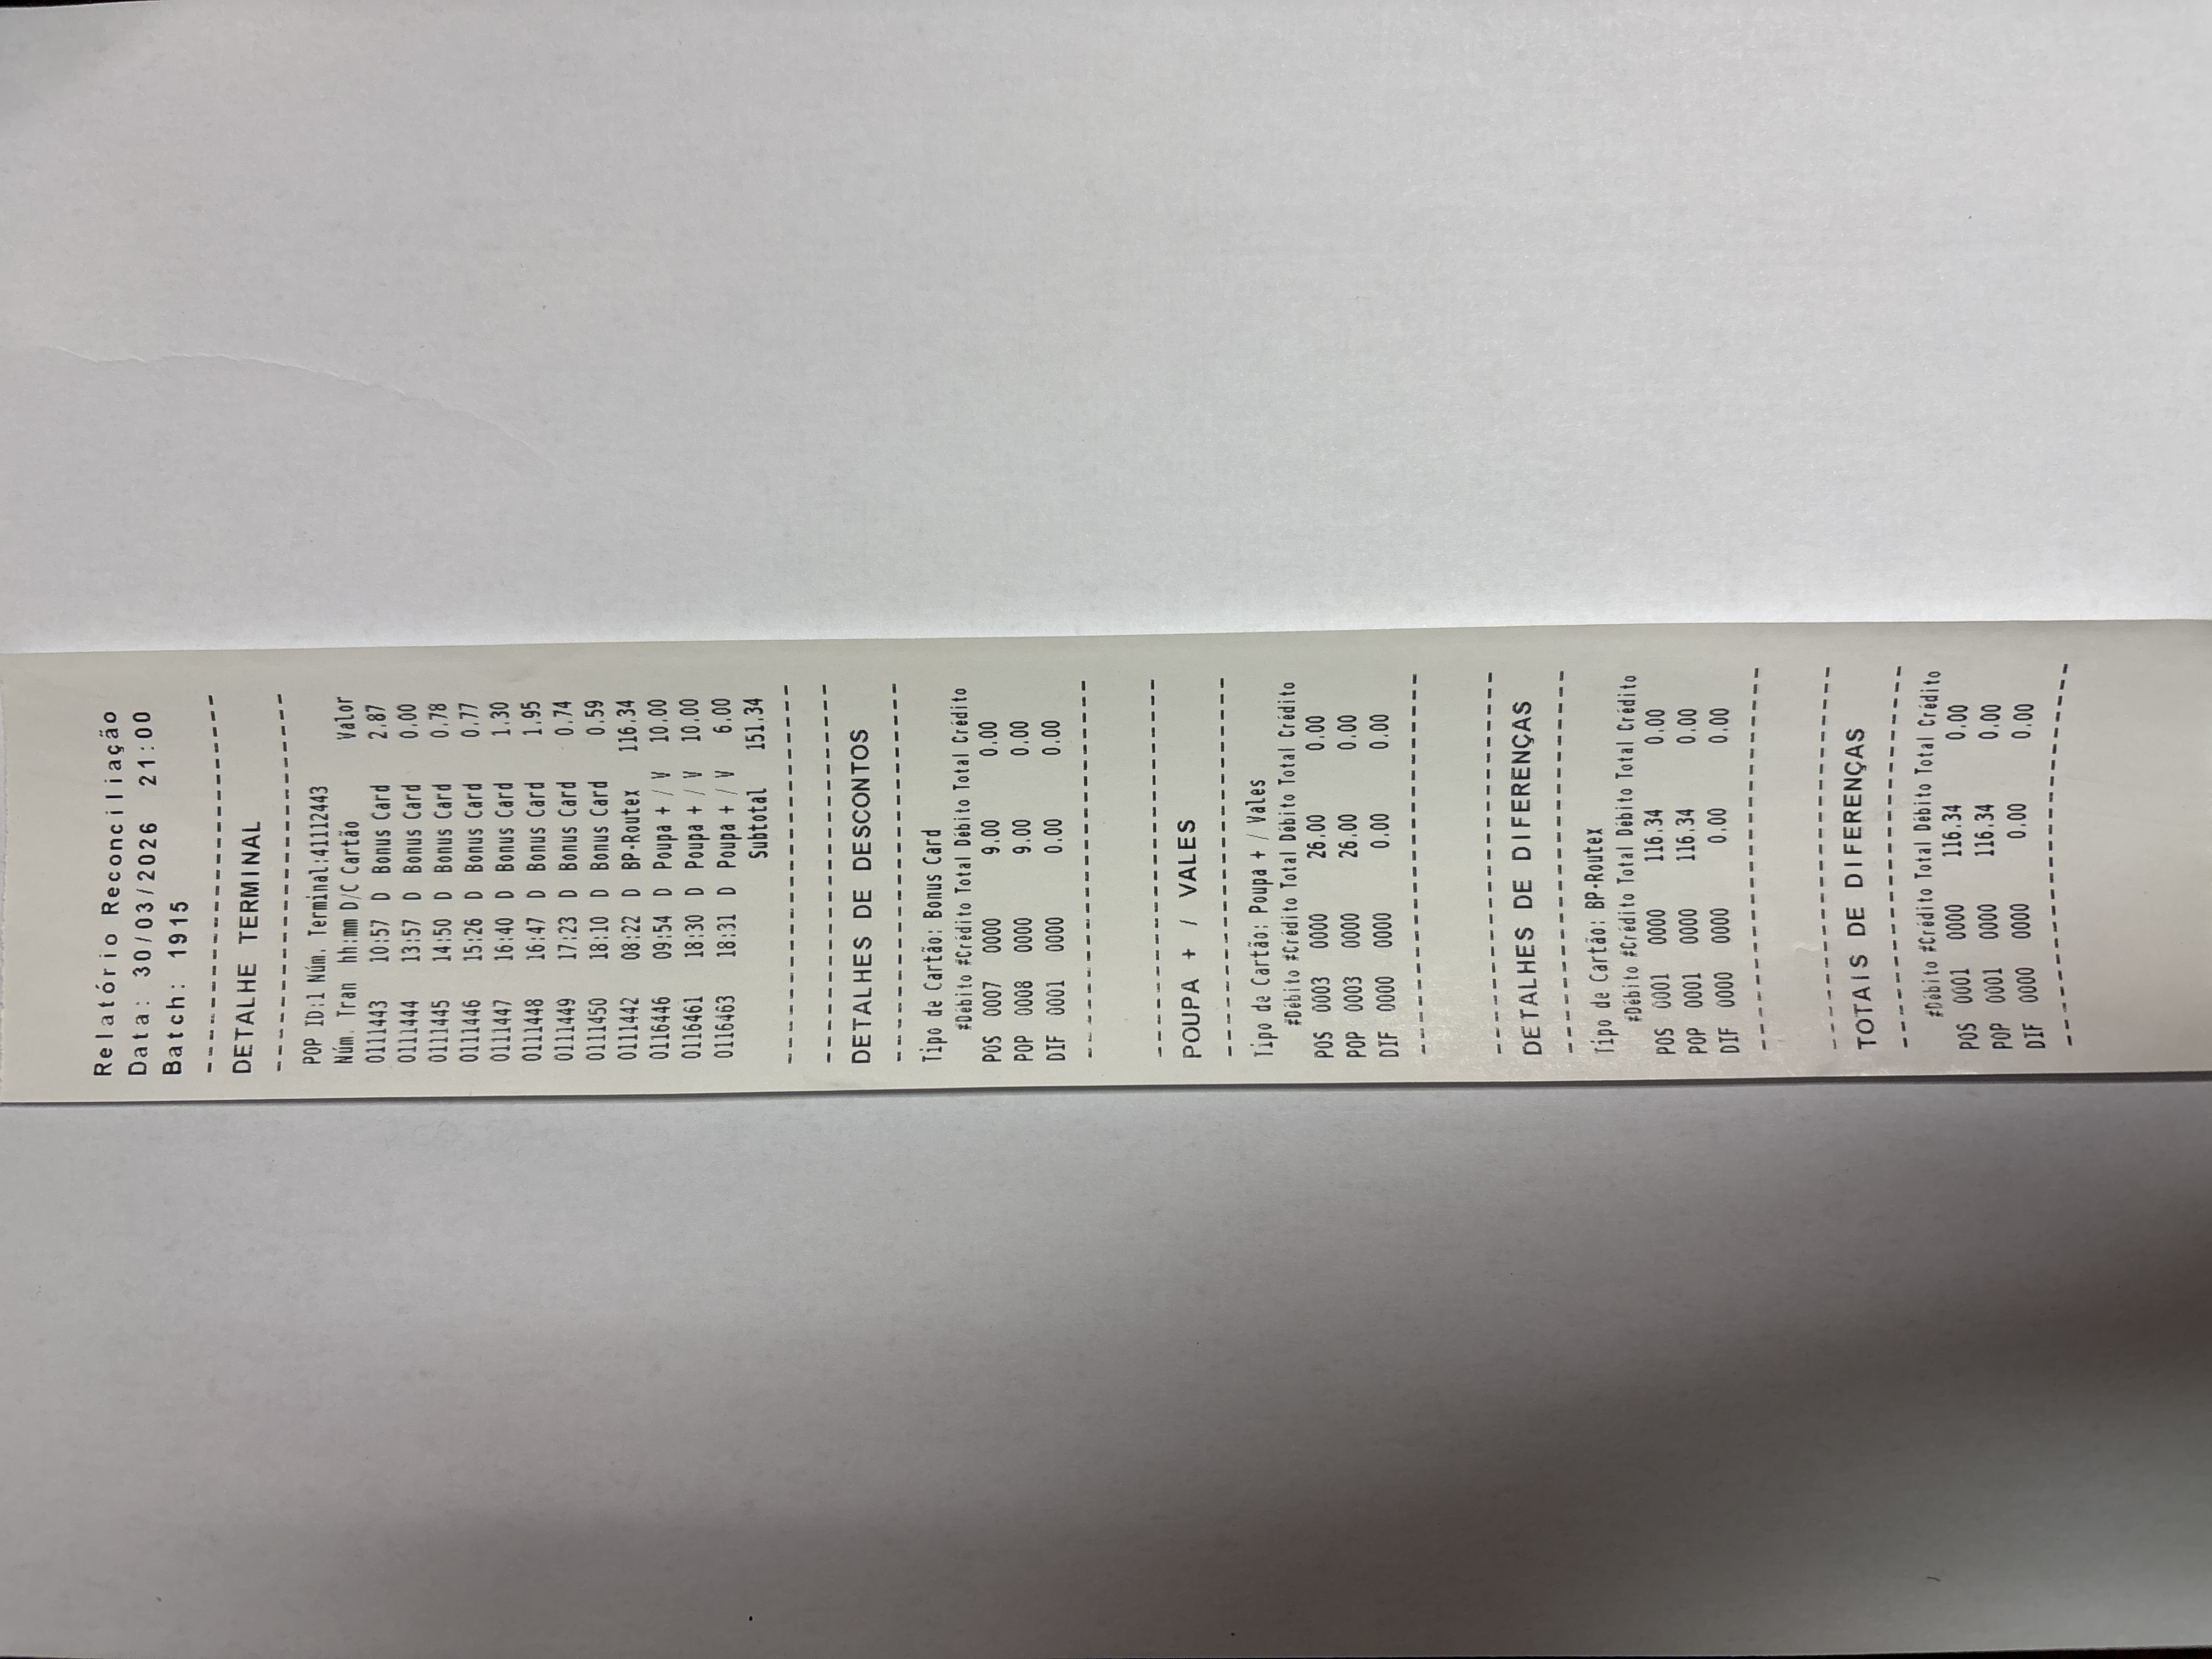 Relatório Reconciliação
Data: 30/03/2026 21:00
Batch: 1915
--------------------------------
DETALHE TERMINAL
--------------------------------
POP ID:1 Núm. Terminal:41112443
Núm. Tran hh:mm D/C Cartão Valor
0111443 10:57 D Bonus Card 2.87
0111444 13:57 D Bonus Card 0.00
0111445 14:50 D Bonus Card 0.78
0111446 15:26 D Bonus Card 0.77
0111447 16:40 D Bonus Card 1.30
0111448 16:47 D Bonus Card 1.95
0111449 17:23 D Bonus Card 0.74
0111450 18:10 D Bonus Card 0.59
0111442 08:22 D BP-Routex 116.34
0116446 09:54 D Poupa + / V 10.00
0116461 18:30 D Poupa + / V 10.00
0116463 18:31 D Poupa + / V 6.00
Subtotal 151.34
--------------------------------
--------------------------------
DETALHES DE DESCONTOS
--------------------------------
Tipo de Cartão: Bonus Card
#Débito #Crédito Total Débito Total Crédito
POS 0007 0000 9.00 0.00
POP 0008 0000 9.00 0.00
DIF 0001 0000 0.00 0.00
--------------------------------
--------------------------------
POUPA + / VALES
--------------------------------
Tipo de Cartão: Poupa + / Vales
#Débito #Crédito Total Débito Total Crédito
POS 0003 0000 26.00 0.00
POP 0003 0000 26.00 0.00
DIF 0000 0000 0.00 0.00
--------------------------------
--------------------------------
DETALHES DE DIFERENÇAS
--------------------------------
Tipo de Cartão: BP-Routex
#Débito #Crédito Total Débito Total Crédito
POS 0001 0000 116.34 0.00
POP 0001 0000 116.34 0.00
DIF 0000 0000 0.00 0.00
--------------------------------
--------------------------------
TOTAIS DE DIFERENÇAS
--------------------------------
#Débito #Crédito Total Débito Total Crédito
POS 0001 0000 116.34 0.00
POP 0001 0000 116.34 0.00
DIF 0000 0000 0.00 0.00
--------------------------------